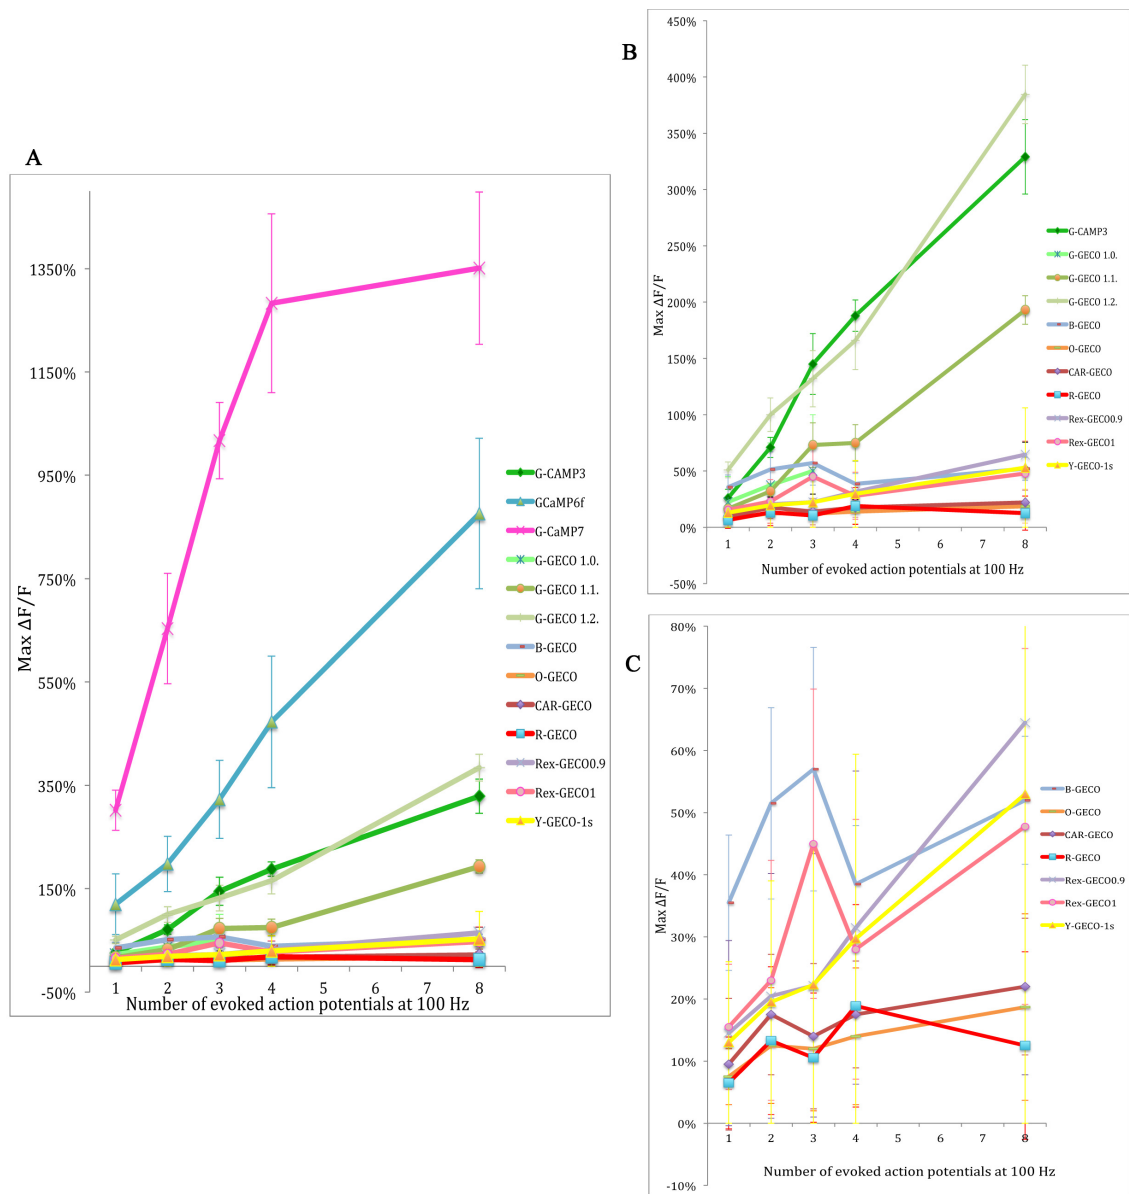 A
1350%
1150%
950%
750%
550%
350%
150%
-50%
Max ΔF/F
1 2 3 4 5 6 7 8
Number of evoked action potentials at 100 Hz
G-CAMP3
GCaMP6f
G-CaMP7
G-GECO 1.0.
G-GECO 1.1.
G-GECO 1.2.
B-GECO
O-GECO
CAR-GECO
R-GECO
Rex-GECO0.9
Rex-GECO1
Y-GECO-1s
B
450%
400%
350%
300%
250%
200%
150%
100%
50%
0%
-50%
Max ΔF/F
1 2 3 4 5 6 7 8
Number of evoked action potentials at 100 Hz
G-CAMP3
G-GECO 1.0.
G-GECO 1.1.
G-GECO 1.2.
B-GECO
O-GECO
CAR-GECO
R-GECO
Rex-GECO0.9
Rex-GECO1
Y-GECO-1s
C
80%
70%
60%
50%
40%
30%
20%
10%
0%
-10%
Max ΔF/F
1 2 3 4 5 6 7 8
Number of evoked action potentials at 100 Hz
B-GECO
O-GECO
CAR-GECO
R-GECO
Rex-GECO0.9
Rex-GECO1
Y-GECO-1s